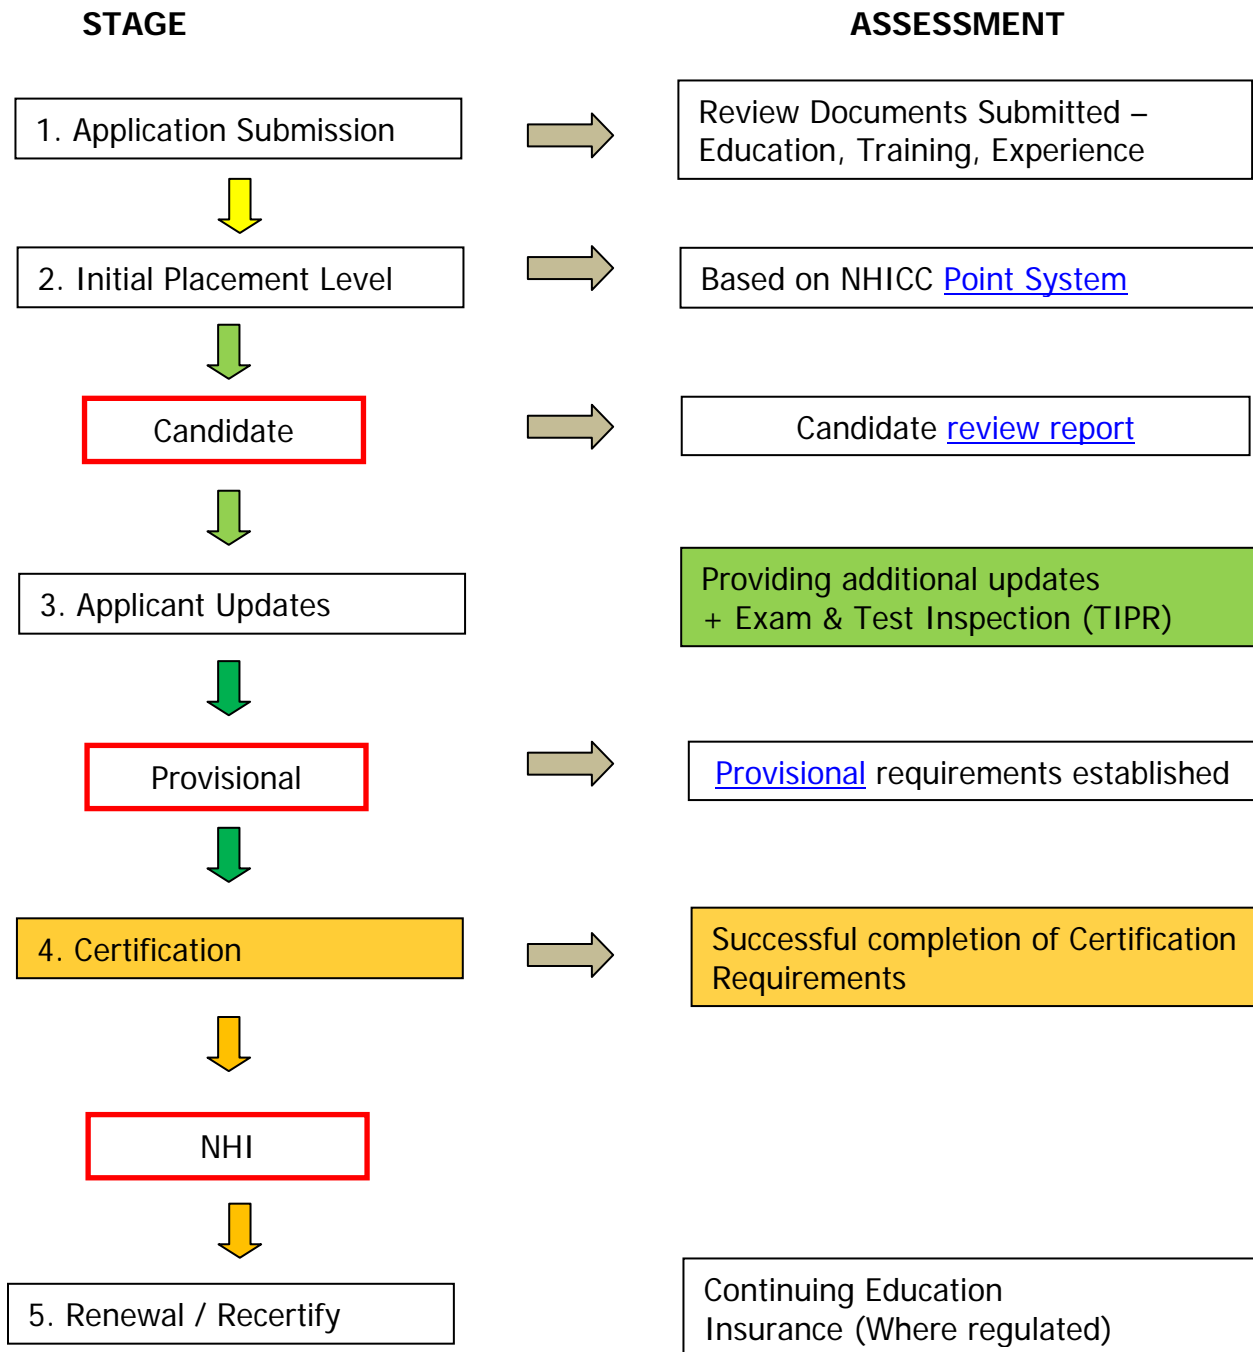 STAGE
ASSESSMENT
1. Application Submission
Review Documents Submitted –
Education, Training, Experience
2. Initial Placement Level
Based on NHICC Point System
Candidate
Candidate review report
3. Applicant Updates
Providing additional updates
+ Exam & Test Inspection (TIPR)
Provisional
Provisional requirements established
4. Certification
Successful completion of Certification
Requirements
NHI
5. Renewal / Recertify
Continuing Education
Insurance (Where regulated)